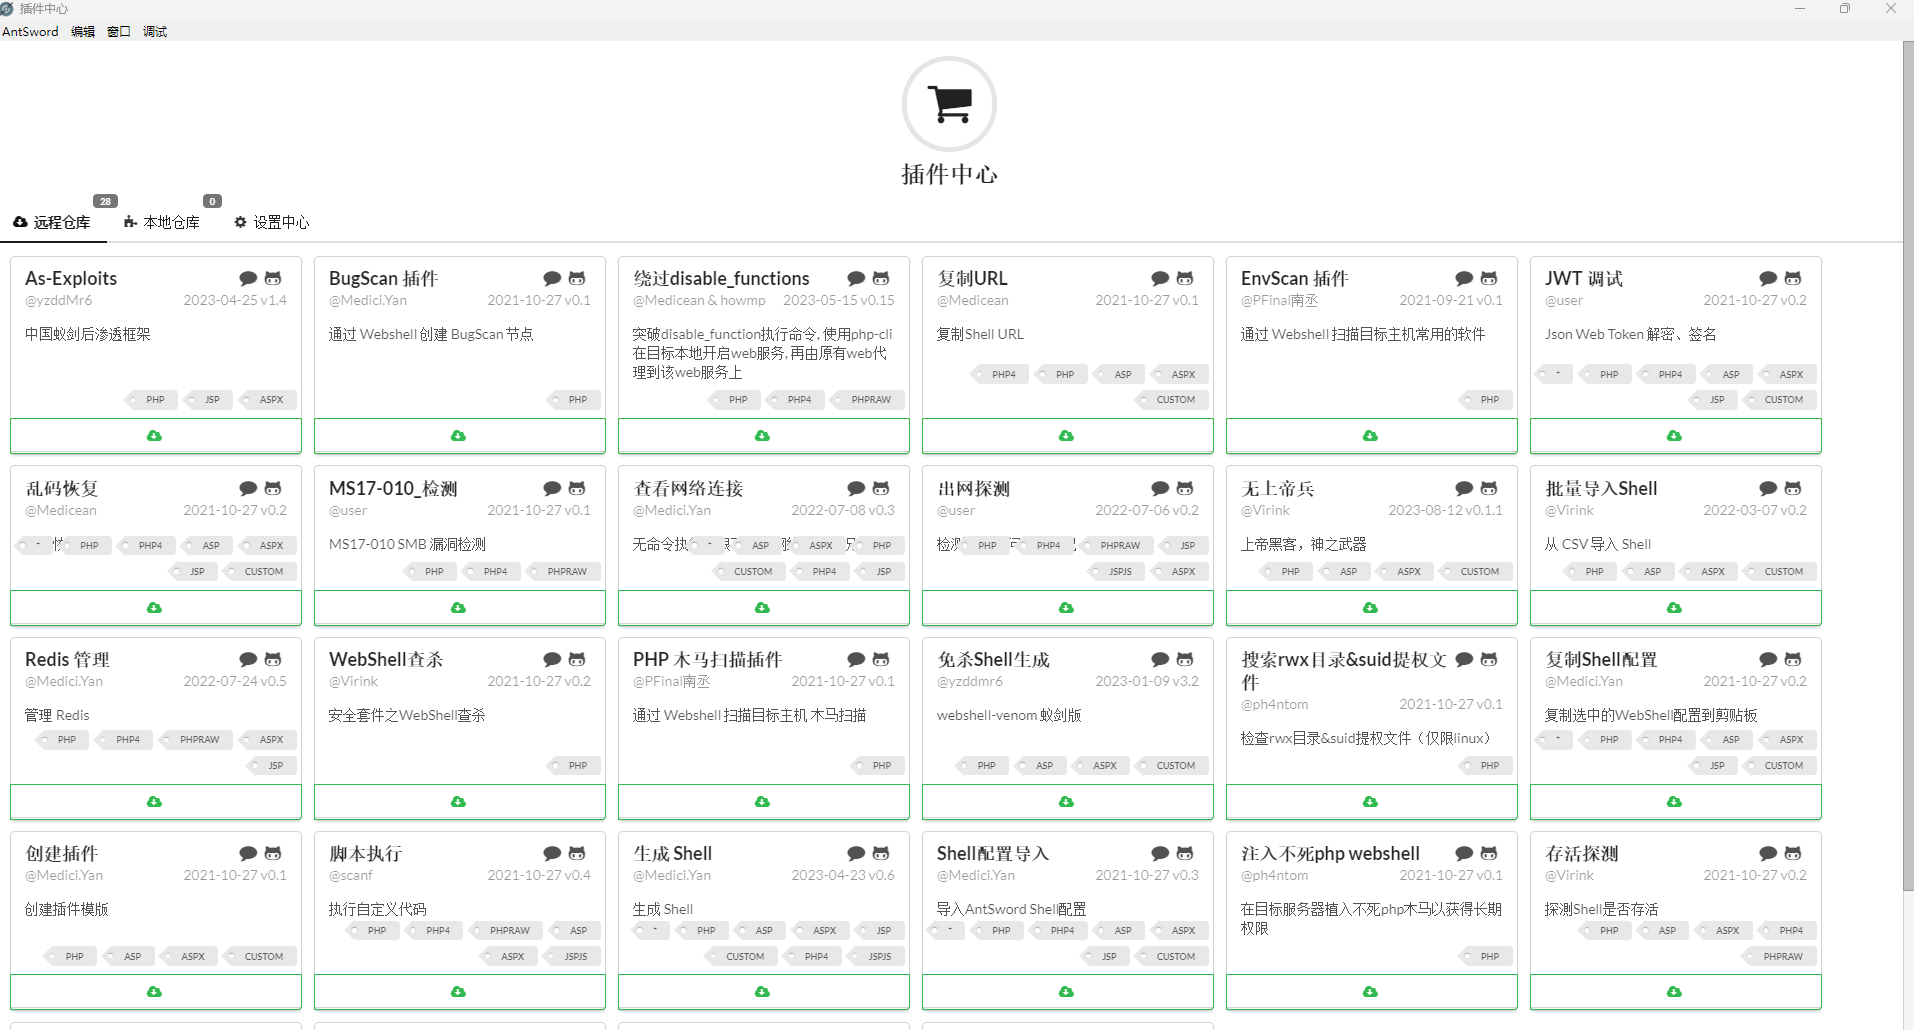 插件中心
AntSword 编辑 窗口 调试
插件中心
远程仓库 28 本地仓库 0 设置中心
As-Exploits
@yzddMr6 2023-04-25 v1.4
中国蚁剑后渗透框架
PHP JSP ASPX
BugScan 插件
@Medici.Yan 2021-10-27 v0.1
通过 Webshell 创建 BugScan 节点
PHP
绕过disable_functions
@Medicean & howmp 2023-05-15 v0.15
突破disable_function执行命令, 使用php-cli
在目标本地开启web服务, 再由原有web代
理到该web服务上
PHP PHP4 PHPRAW
复制URL
@Medicean 2021-10-27 v0.1
复制Shell URL
PHP4 PHP ASP ASPX
CUSTOM
EnvScan 插件
@PFinal南丞 2021-09-21 v0.1
通过 Webshell 扫描目标主机常用的软件
PHP
JWT 调试
@user 2021-10-27 v0.2
Json Web Token 解密、签名
- PHP PHP4 ASP ASPX
JSP CUSTOM
乱码恢复
@Medicean 2021-10-27 v0.2
- PHP PHP4 ASP ASPX
JSP CUSTOM
MS17-010_检测
@user 2021-10-27 v0.1
MS17-010 SMB 漏洞检测
PHP PHP4 PHPRAW
查看网络连接
@Medici.Yan 2022-07-08 v0.3
无命令执
- ASP ASPX PHP
CUSTOM PHP4 JSP
出网探测
@user 2022-07-06 v0.2
检测
PHP PHP4 PHPRAW JSP
JSPJS ASPX
无上帝兵
@Virink 2023-08-12 v0.1.1
上帝黑客，神之武器
PHP ASP ASPX CUSTOM
批量导入Shell
@Virink 2022-03-07 v0.2
从 CSV 导入 Shell
PHP ASP ASPX CUSTOM
Redis 管理
@Medici.Yan 2022-07-24 v0.5
管理 Redis
PHP PHP4 PHPRAW ASPX
JSP
WebShell查杀
@Virink 2021-10-27 v0.2
安全套件之WebShell查杀
PHP
PHP 木马扫描插件
@PFinal南丞 2021-10-27 v0.1
通过 Webshell 扫描目标主机 木马扫描
PHP
免杀Shell生成
@yzddmr6 2023-01-09 v3.2
webshell-venom 蚁剑版
PHP ASP ASPX CUSTOM
搜索rwx目录&suid提权文
件
@ph4ntom 2021-10-27 v0.1
检查rwx目录&suid提权文件（仅限linux）
PHP
复制Shell配置
@Medici.Yan 2021-10-27 v0.2
复制选中的WebShell配置到剪贴板
- PHP PHP4 ASP ASPX
JSP CUSTOM
创建插件
@Medici.Yan 2021-10-27 v0.1
创建插件模版
PHP ASP ASPX CUSTOM
脚本执行
@scanf 2021-10-27 v0.4
执行自定义代码
PHP PHP4 PHPRAW ASP
ASPX JSPJS
生成 Shell
@Medici.Yan 2023-04-23 v0.6
生成 Shell
- PHP ASP ASPX JSP
CUSTOM PHP4 JSPJS
Shell配置导入
@Medici.Yan 2021-10-27 v0.3
导入AntSword Shell配置
- PHP PHP4 ASP ASPX
JSP CUSTOM
注入不死php webshell
@ph4ntom 2021-10-27 v0.1
在目标服务器植入不死php木马以获得长期
权限
PHP
存活探测
@Virink 2021-10-27 v0.2
探测Shell是否存活
PHP ASP ASPX PHP4
PHPRAW